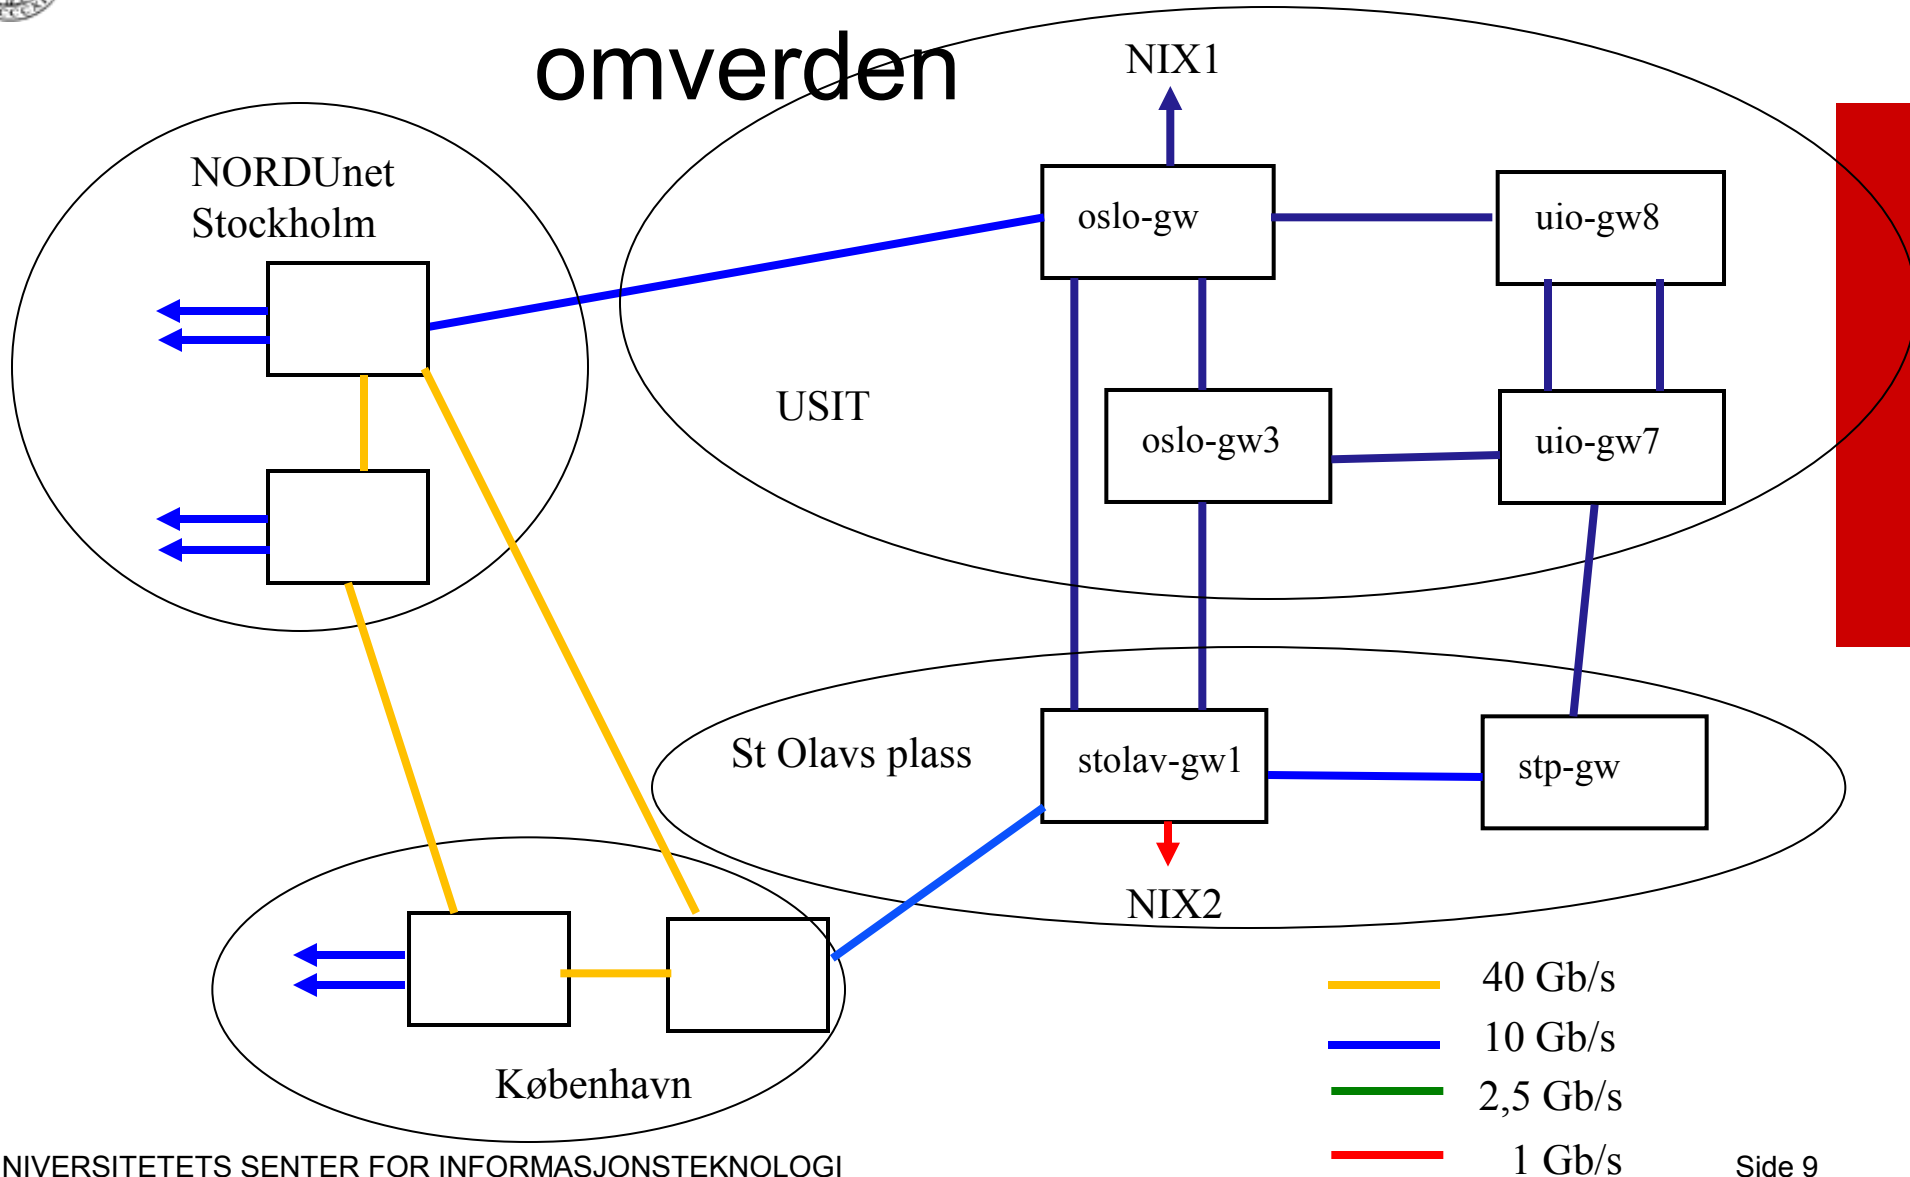 omverden
NIX1
NORDUnet
Stockholm
oslo-gw
uio-gw8
USIT
oslo-gw3
uio-gw7
St Olavs plass
stolav-gw1
stp-gw
NIX2
København
40 Gb/s
10 Gb/s
2,5 Gb/s
1 Gb/s
NIVERSITETETS SENTER FOR INFORMASJONSTEKNOLOGI
Side 9